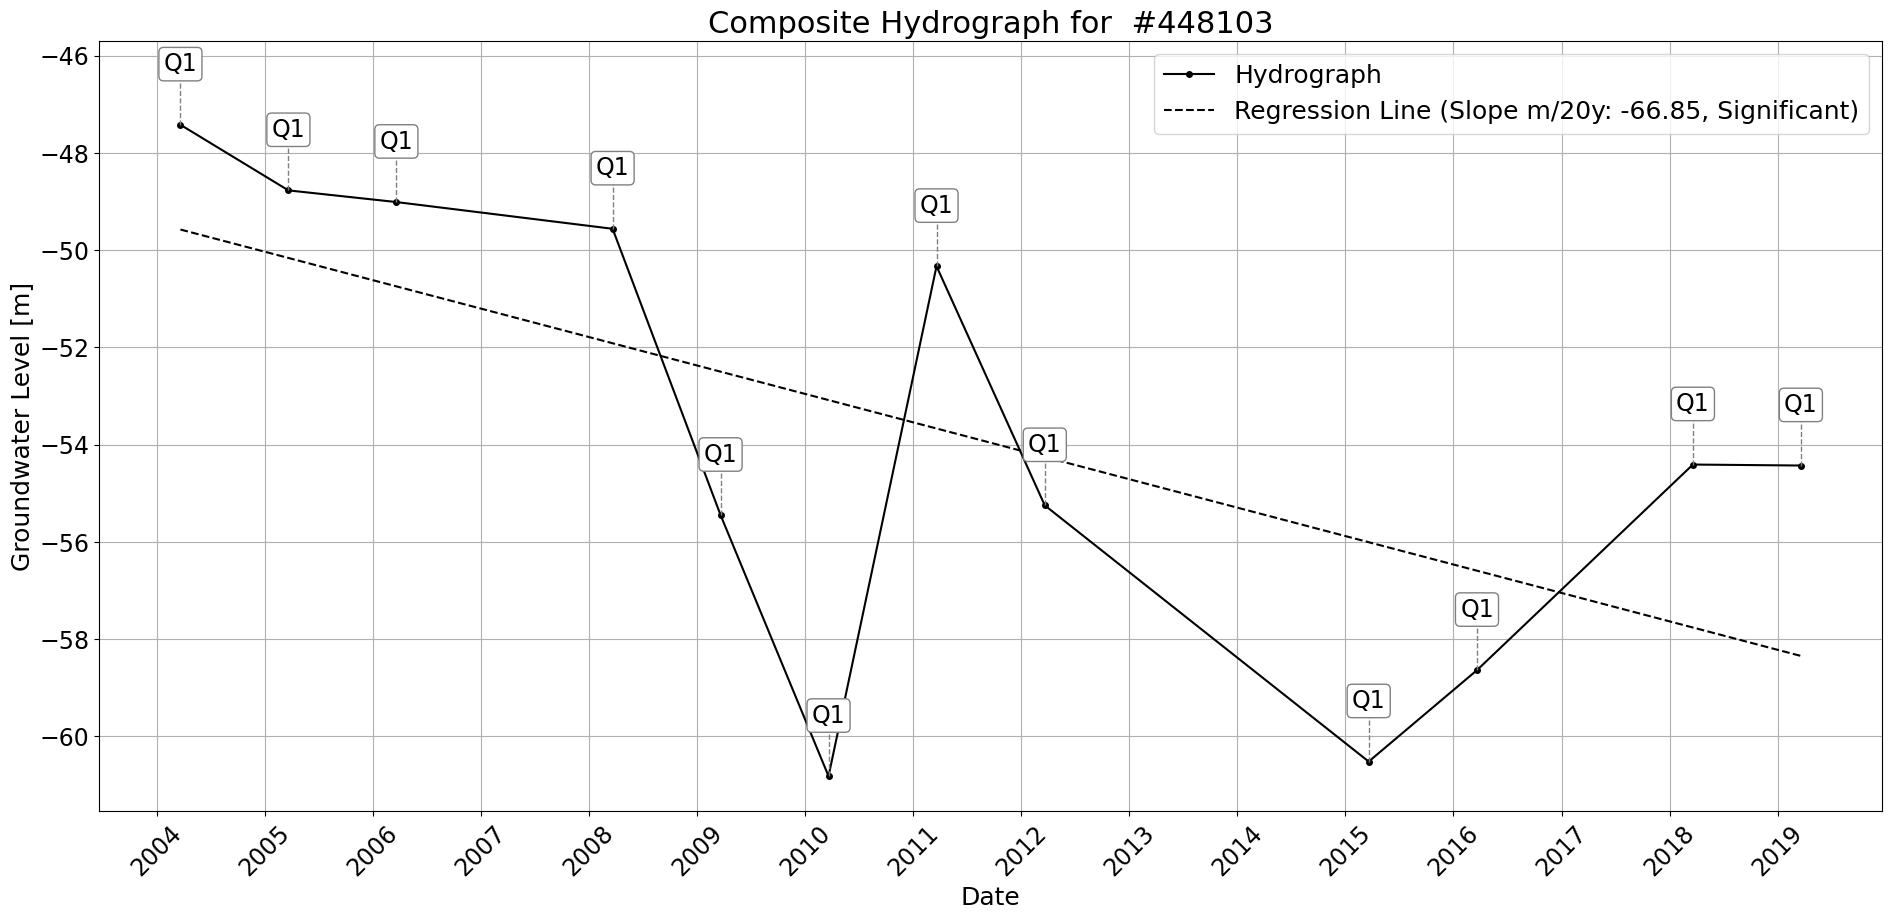 Composite Hydrograph for  #448103
Hydrograph
Regression Line (Slope m/20y: -66.85, Significant)
Groundwater Level [m]
−46
−48
−50
−52
−54
−56
−58
−60
Q1
Q1
Q1
Q1
Q1
Q1
Q1
Q1
Q1
Q1
Q1
Q1
2004
2005
2006
2007
2008
2009
2010
2011
2012
2013
2014
2015
2016
2017
2018
2019
Date